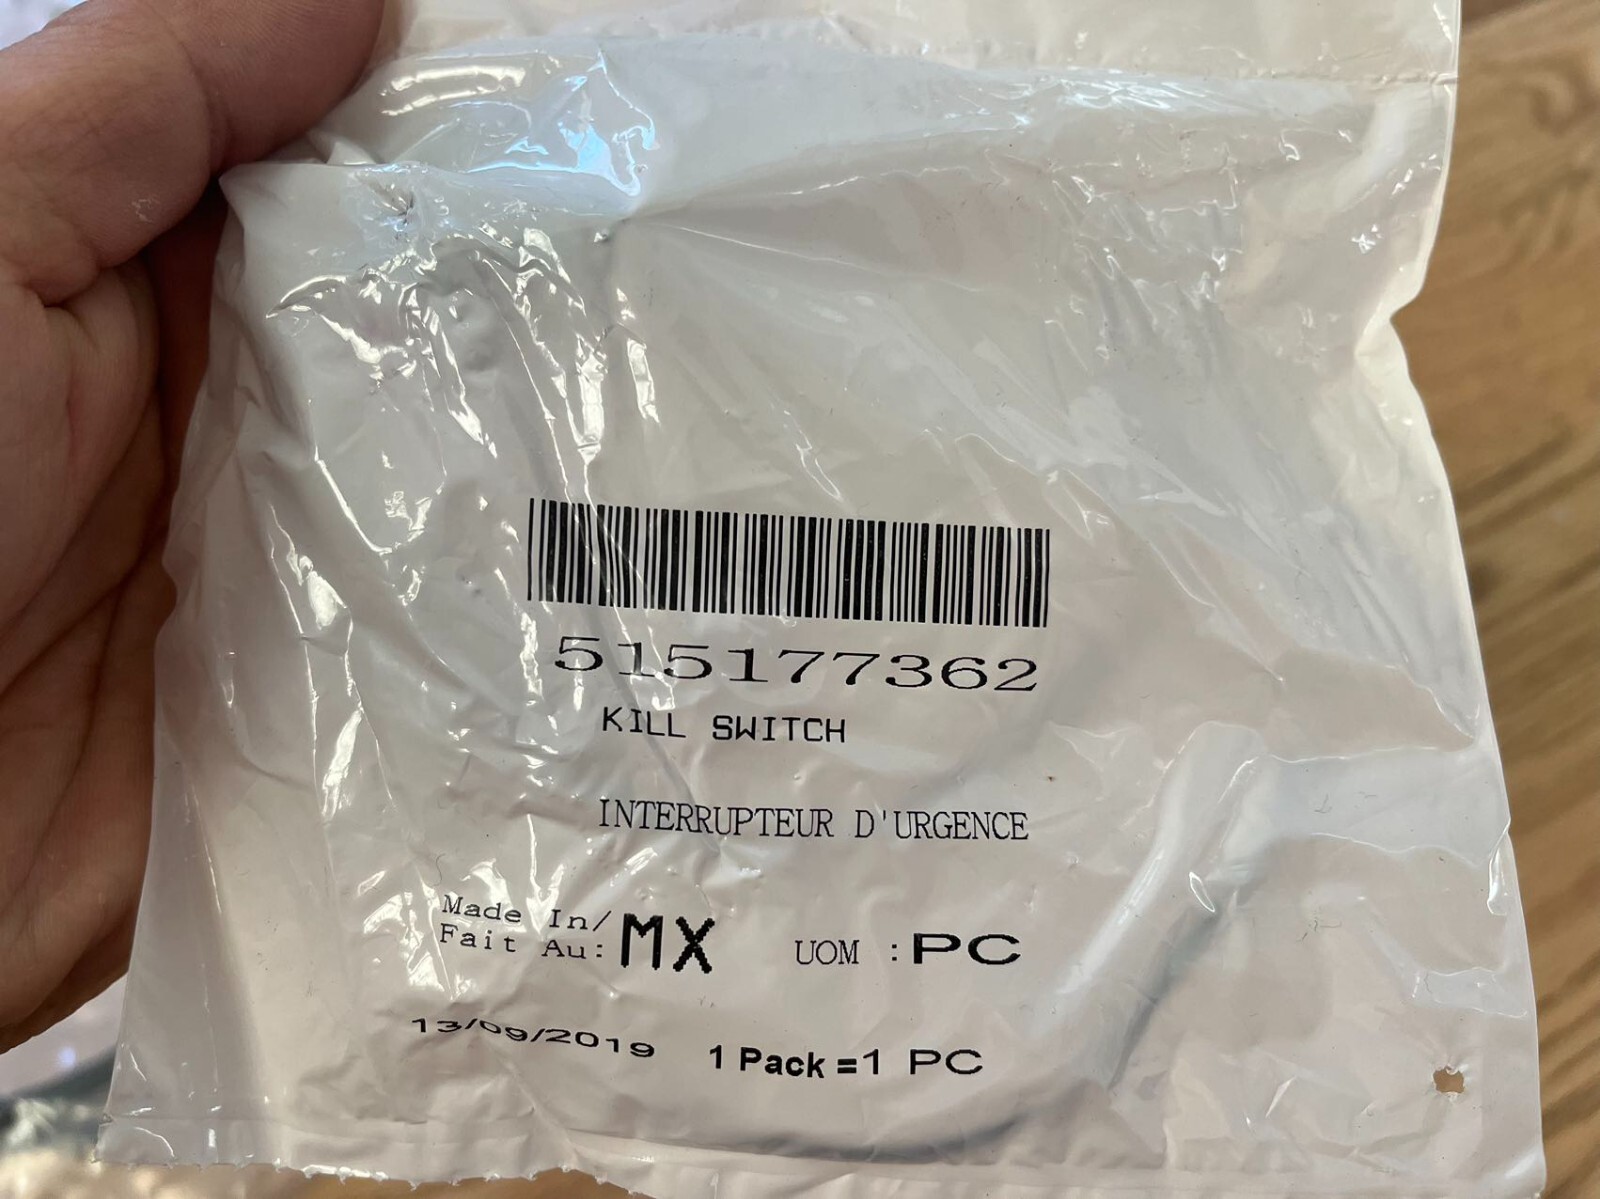 515177362
KILL SWITCH
INTERRUPTEUR D'URGENCE
Made In/
Fait Au: MX UOM : PC
13/09/2019 1 Pack =1 PC